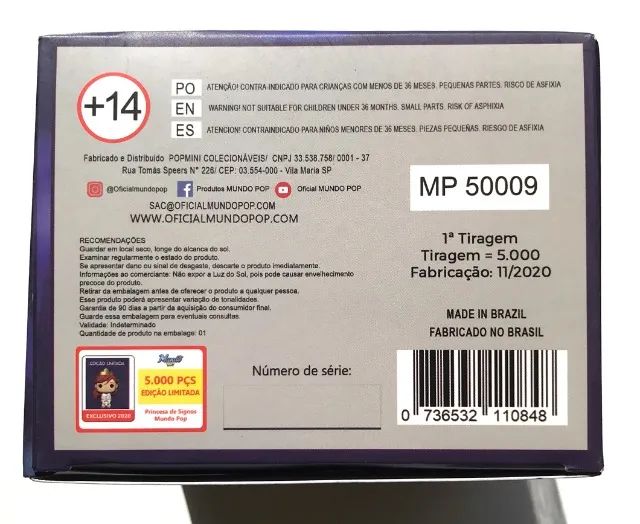 +14
PO ATENÇÃO! CONTRA-INDICADO PARA CRIANÇAS COM MENOS DE 36 MESES. PEQUENAS PARTES. RISCO DE ASFIXIA
EN WARNING! NOT SUITABLE FOR CHILDREN UNDER 36 MONTHS. SMALL PARTS. RISK OF ASPHIXIA
ES ATENCION! CONTRAINDICADO PARA NIÑOS MENORES DE 36 MESES. PIEZAS PEQUEÑAS. RIESGO DE ASFIXIA
Fabricado e Distribuído POPMINI COLECIONÁVEIS/ CNPJ 33.538.758/ 0001 - 37
Rua Tomás Speers N° 226/ CEP: 03.554-000 - Vila Maria SP
@Oficialmundopop Produtos MUNDO POP Oficial MUNDO POP
SAC@OFICIALMUNDOPOP.COM
WWW.OFICIALMUNDOPOP.COM
MP 50009
1ª Tiragem
Tiragem = 5.000
Fabricação: 11/2020
RECOMENDAÇÕES
Guardar em local seco, longe do alcanca do sol.
Examinar regularmente o estado do produto.
Se apresentar dano ou sinal de desgaste, descarte o produto imediatamente.
Informações ao comerciante: Não expor a Luz do Sol, pois pode causar envelhecimento
precoce do produto.
Retirar da embalagem antes de oferecer o produto a qualquer pessoa.
Esse produto poderá apresentar variação de tonalidades.
Garantia de 90 dias a partir da aquisição do consumidor final.
Guarde essa embalagem para eventuais consultas.
Validade: Indeterminado
Quantidade de produto na embalage: 01
MADE IN BRAZIL
FABRICADO NO BRASIL
EDIÇÃO LIMITADA
EXCLUSIVO 2020
5.000 PÇS
EDIÇÃO LIMITADA
Princesa de Signos
Mundo Pop
Número de série:
0 736532 110848